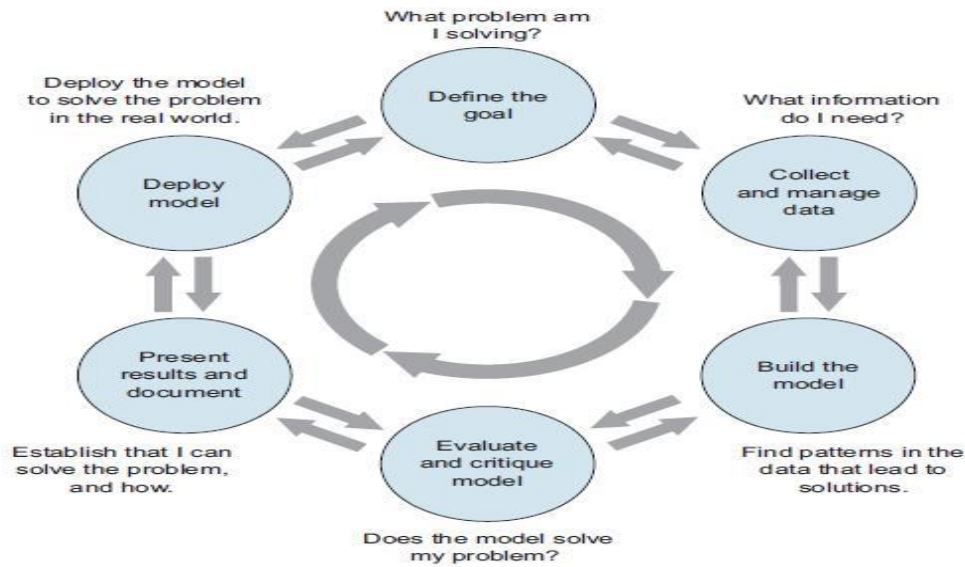 What problem am
I solving?
Define the
goal
What information
do I need?
Collect
and manage
data
Build the
model
Find patterns in the
data that lead to
solutions.
Evaluate
and critique
model
Does the model solve
my problem?
Present
results and
document
Establish that I can
solve the problem,
and how.
Deploy the model
to solve the problem
in the real world.
Deploy
model